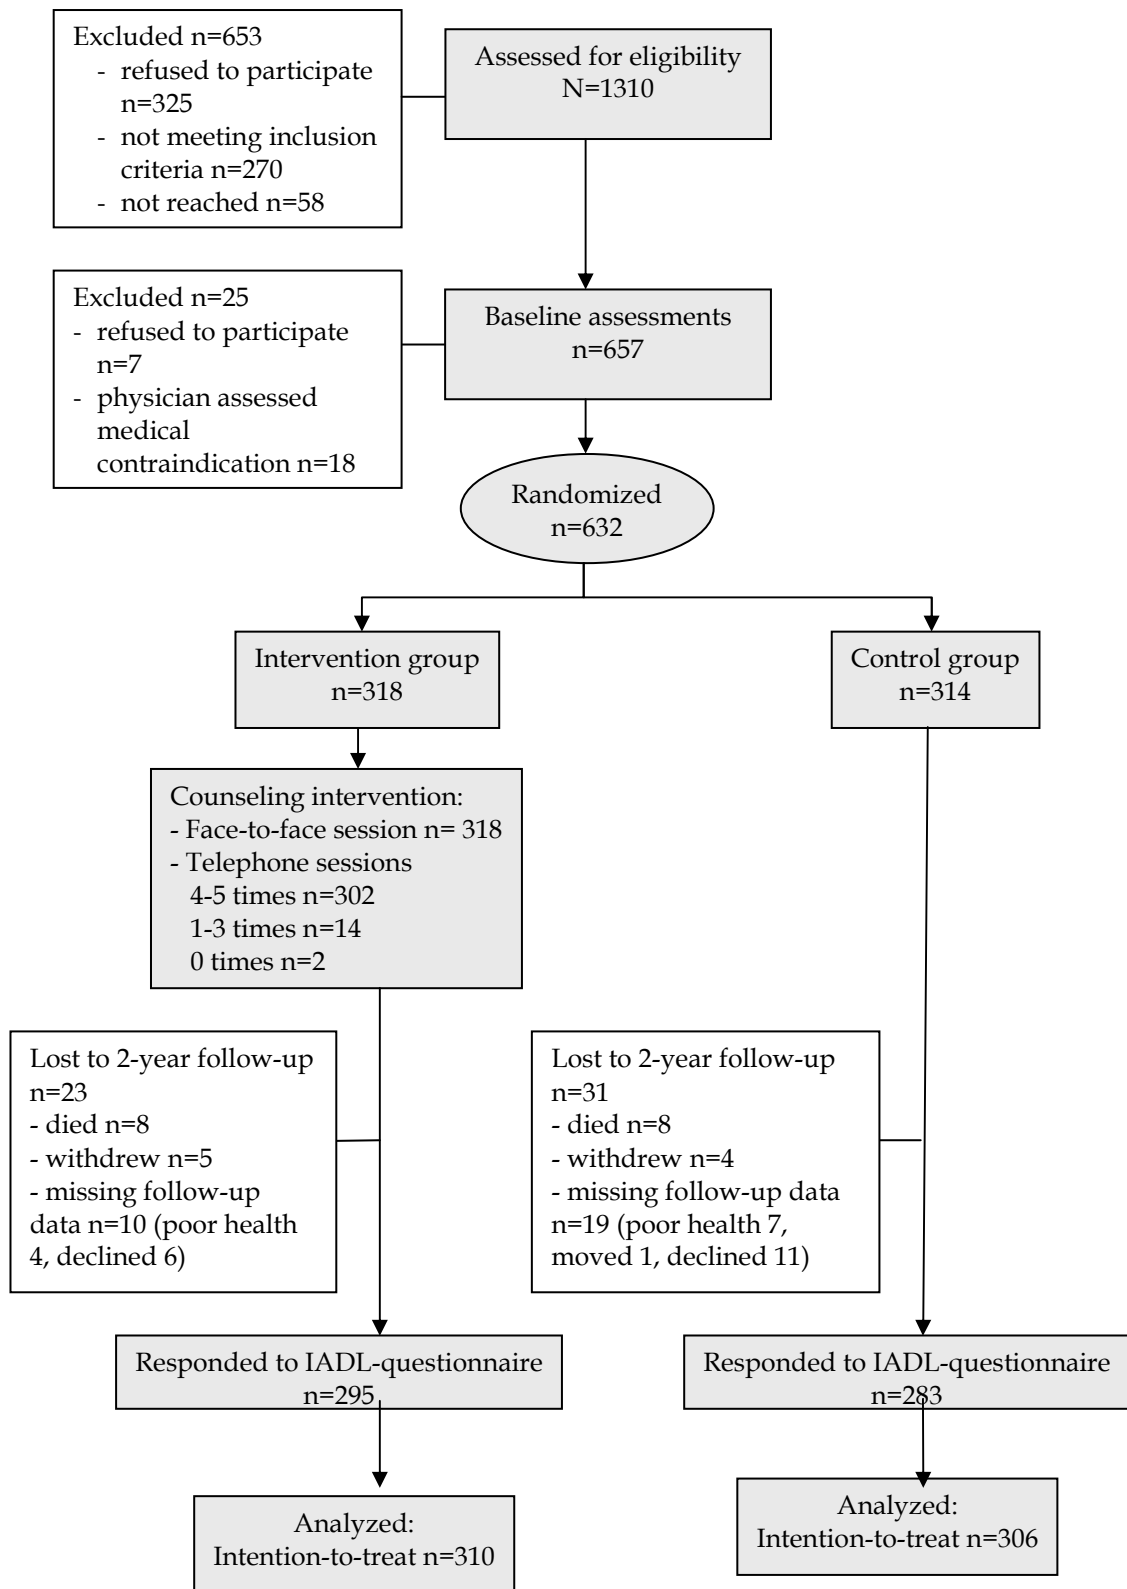 Excluded n=653
- refused to participate
n=325
- not meeting inclusion
criteria n=270
- not reached n=58
Assessed for eligibility
N=1310
Excluded n=25
- refused to participate
n=7
- physician assessed
medical
contraindication n=18
Baseline assessments
n=657
Randomized
n=632
Intervention group
n=318
Control group
n=314
Counseling intervention:
- Face-to-face session n= 318
- Telephone sessions
4-5 times n=302
1-3 times n=14
0 times n=2
Lost to 2-year follow-up
n=23
- died n=8
- withdrew n=5
- missing follow-up
data n=10 (poor health
4, declined 6)
Lost to 2-year follow-up
n=31
- died n=8
- withdrew n=4
- missing follow-up data
n=19 (poor health 7,
moved 1, declined 11)
Responded to IADL-questionnaire
n=295
Responded to IADL-questionnaire
n=283
Analyzed:
Intention-to-treat n=310
Analyzed:
Intention-to-treat n=306